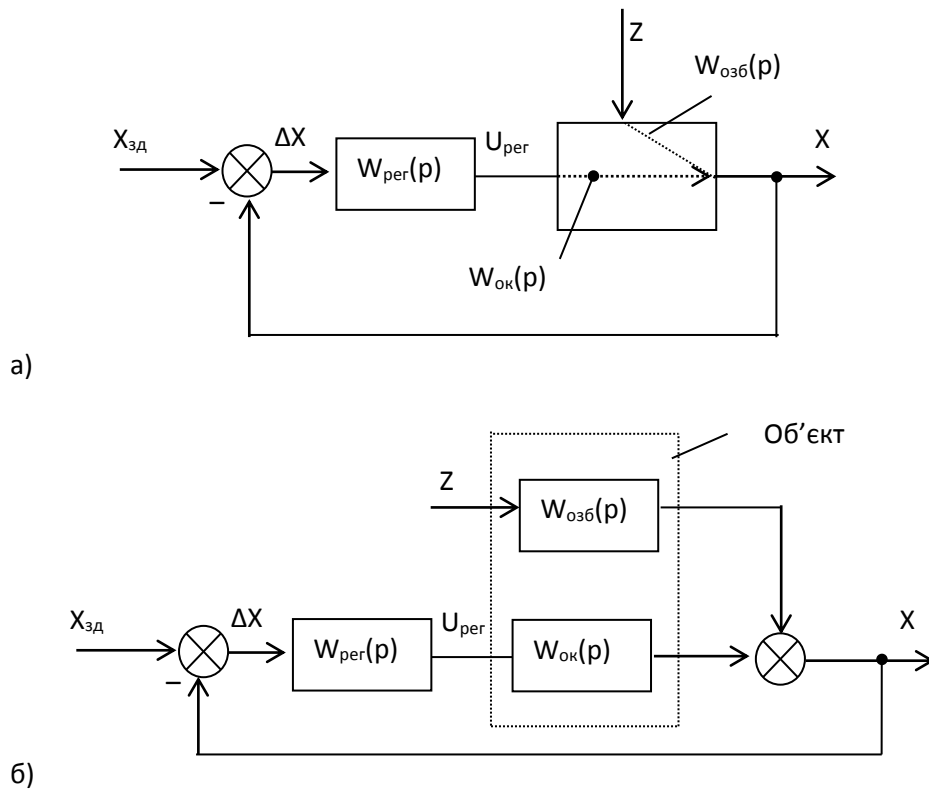 Z
Wозб(p)
Xзд
ΔX
Wрег(p)
Uрег
X
–
Wок(p)
а)
Об’єкт
Z
Wозб(p)
Xзд
ΔX
Wрег(p)
Uрег
Wок(p)
X
–
б)